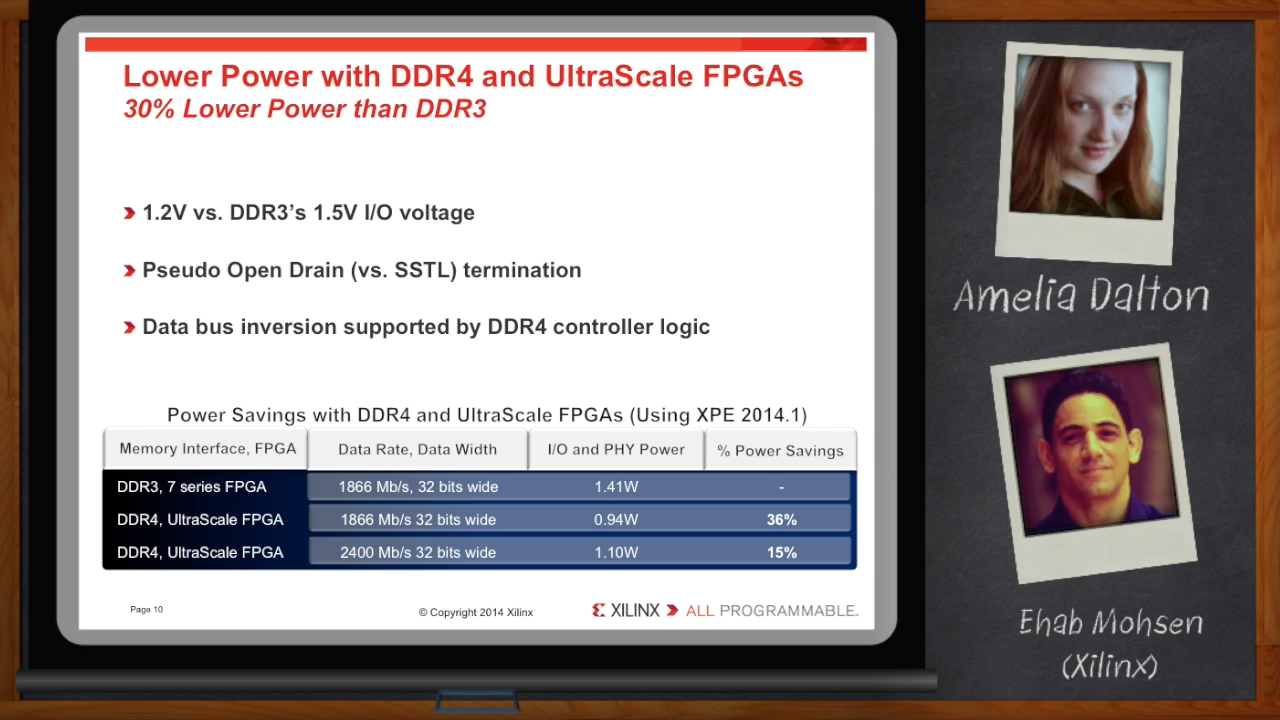 Lower Power with DDR4 and UltraScale FPGAs
30% Lower Power than DDR3
1.2V vs. DDR3’s 1.5V I/O voltage
Pseudo Open Drain (vs. SSTL) termination
Data bus inversion supported by DDR4 controller logic
Power Savings with DDR4 and UltraScale FPGAs (Using XPE 2014.1)
Memory Interface, FPGA Data Rate, Data Width I/O and PHY Power % Power Savings
DDR3, 7 series FPGA 1866 Mb/s, 32 bits wide 1.41W -
DDR4, UltraScale FPGA 1866 Mb/s 32 bits wide 0.94W 36%
DDR4, UltraScale FPGA 2400 Mb/s 32 bits wide 1.10W 15%
Page 10 © Copyright 2014 Xilinx XILINX ALL PROGRAMMABLE.
Amelia Dalton
Ehab Mohsen
(Xilinx)